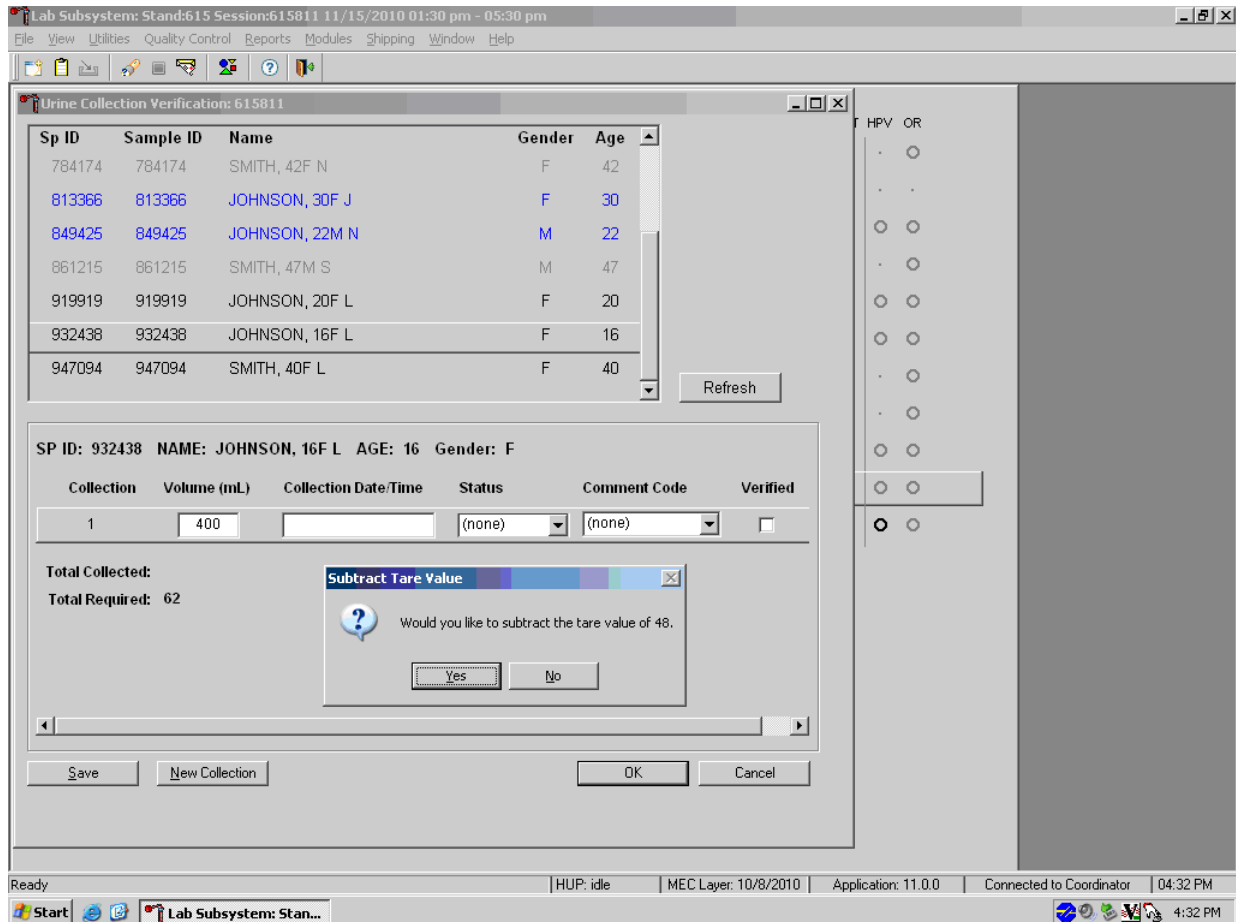 Lab Subsystem: Stand:615 Session:615811 11/15/2010 01:30 pm - 05:30 pm
File View Utilities Quality Control Reports Modules Shipping Window Help
Urine Collection Verification: 615811
HPV OR
Sp ID Sample ID Name Gender Age
784174 784174 SMITH, 42F N F 42
813366 813366 JOHNSON, 30F J F 30
849425 849425 JOHNSON, 22M N M 22
861215 861215 SMITH, 47M S M 47
919919 919919 JOHNSON, 20F L F 20
932438 932438 JOHNSON, 16F L F 16
947094 947094 SMITH, 40F L F 40
Refresh
SP ID: 932438 NAME: JOHNSON, 16F L AGE: 16 Gender: F
Collection Volume (mL) Collection Date/Time Status Comment Code Verified
1 400 (none) (none)
Total Collected:
Total Required: 62
Subtract Tare Value
Would you like to subtract the tare value of 48.
Yes No
Save New Collection OK Cancel
Ready HUP: idle MEC Layer: 10/8/2010 Application: 11.0.0 Connected to Coordinator 04:32 PM
Start Lab Subsystem: Stan... 4:32 PM